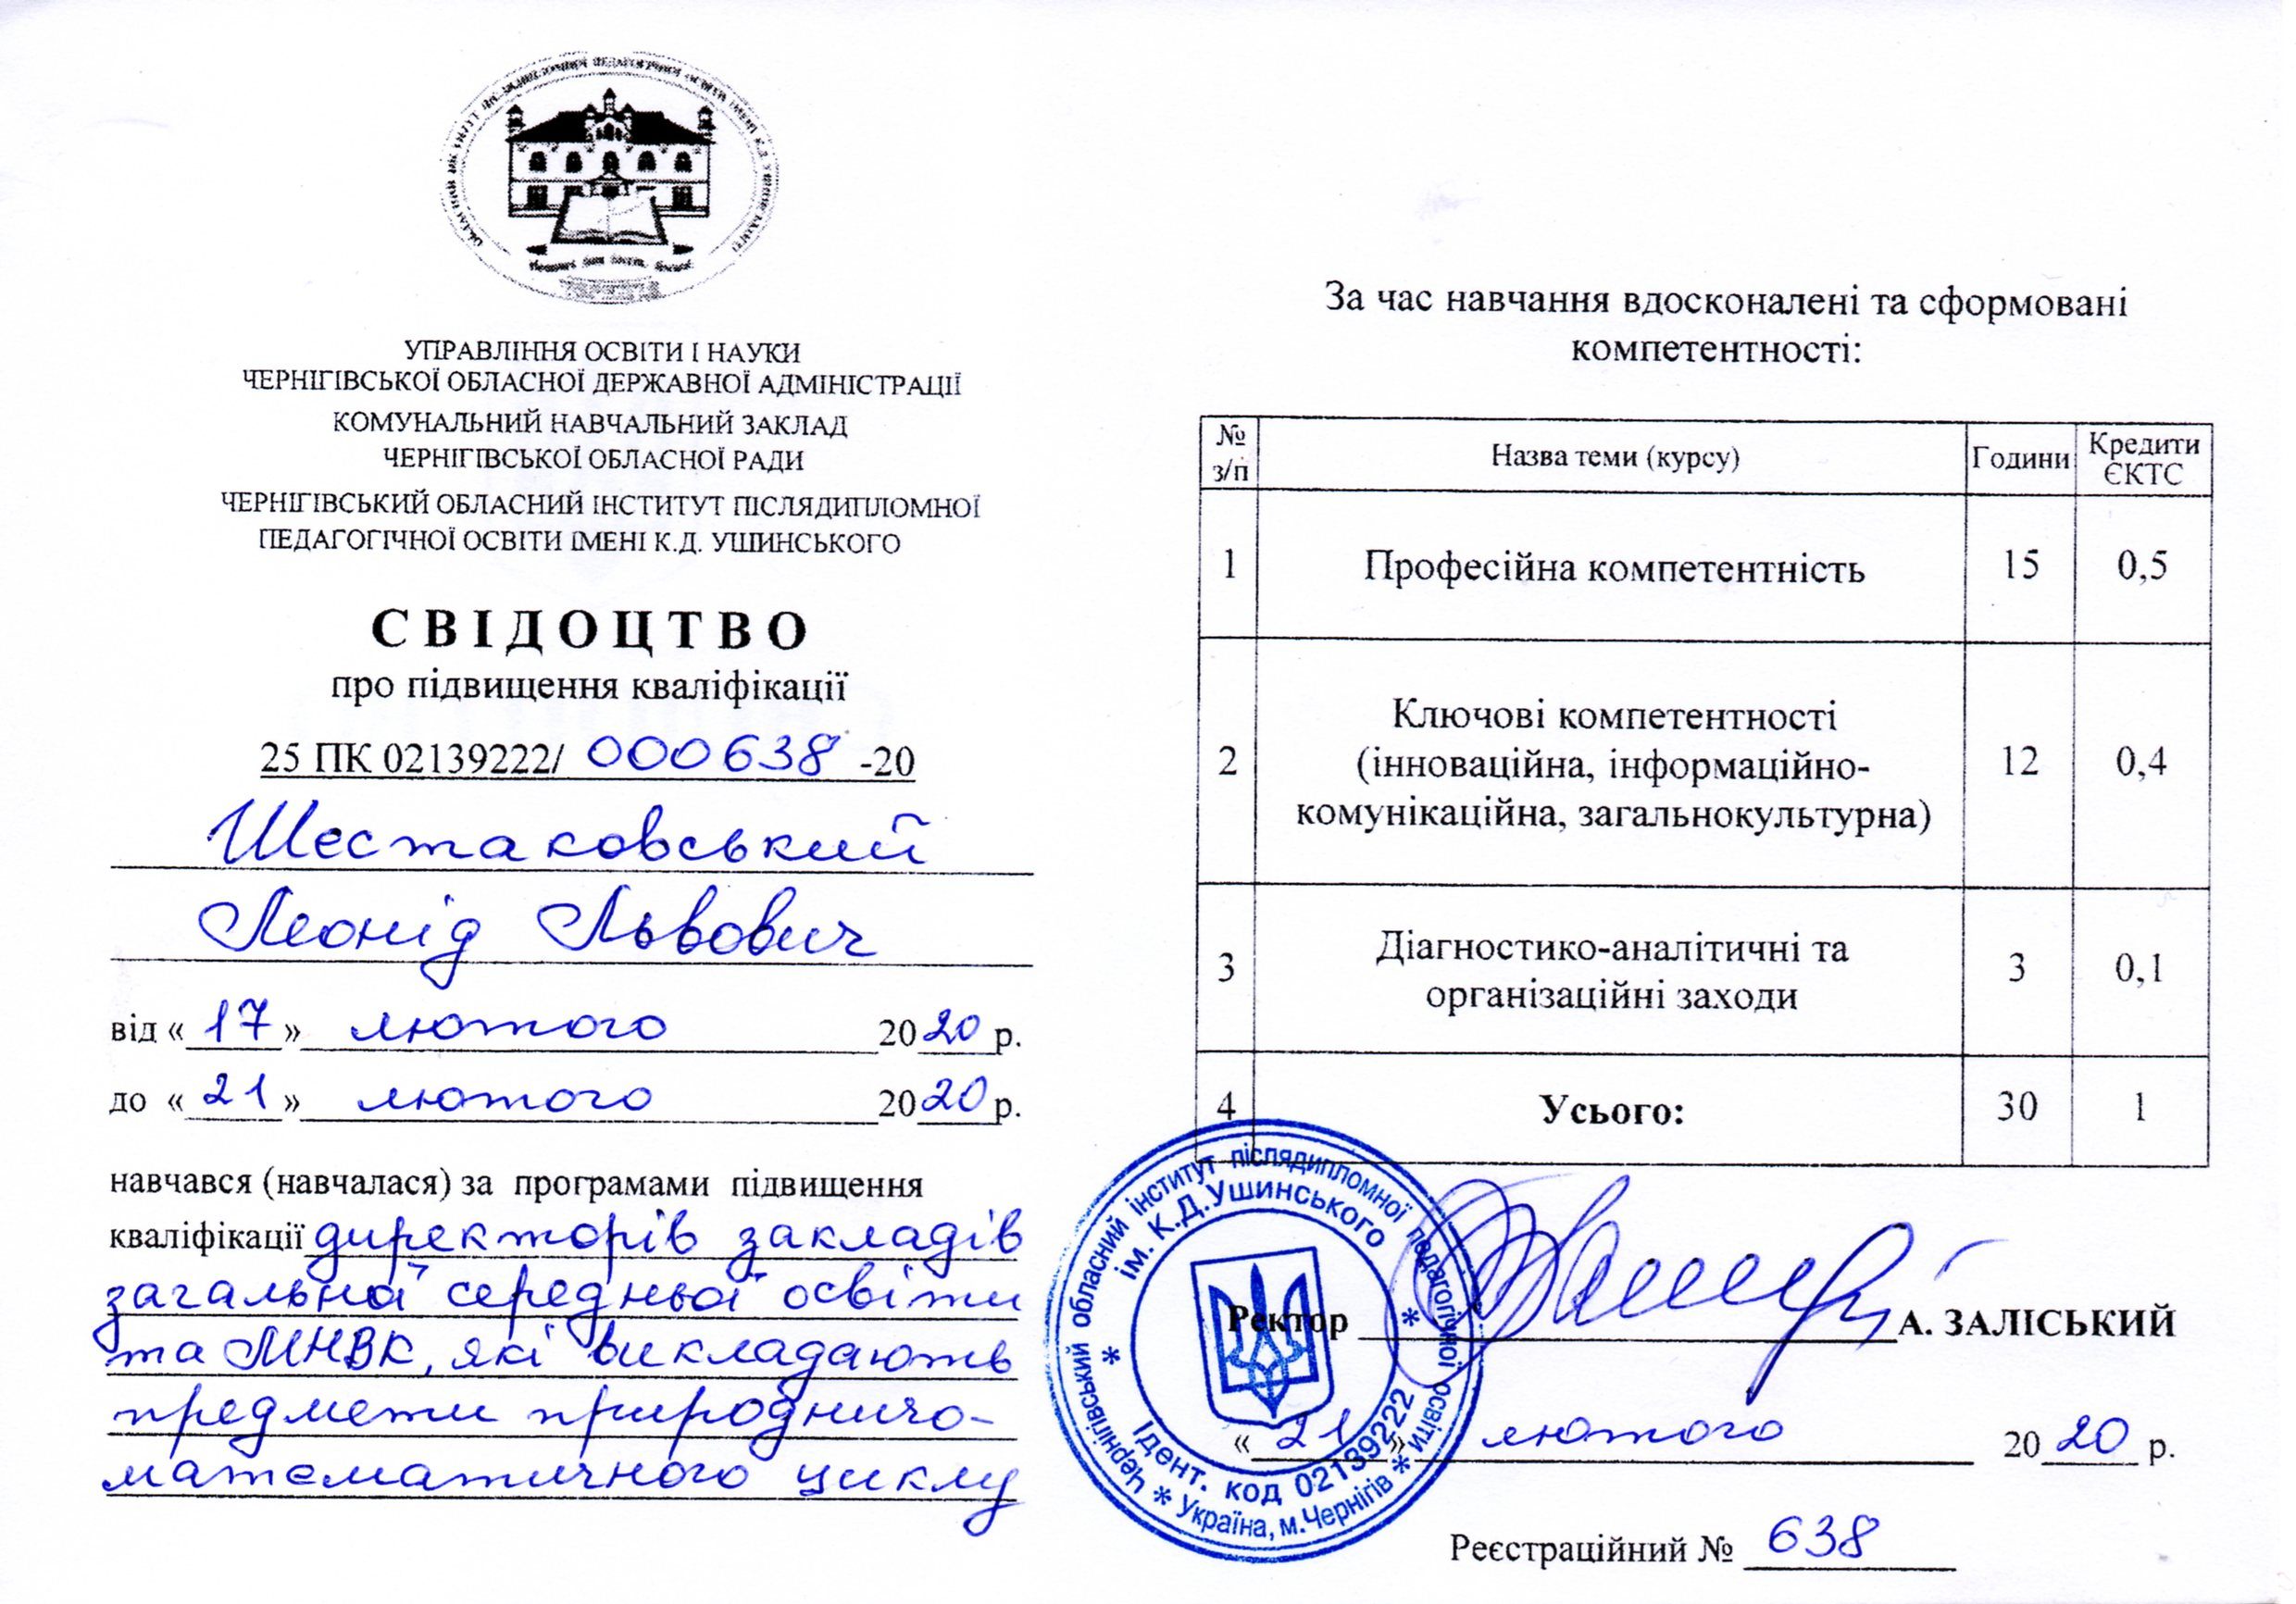 УПРАВЛІННЯ ОСВІТИ І НАУКИ
ЧЕРНІГІВСЬКОЇ ОБЛАСНОЇ ДЕРЖАВНОЇ АДМІНІСТРАЦІЇ
КОМУНАЛЬНИЙ НАВЧАЛЬНИЙ ЗАКЛАД
ЧЕРНІГІВСЬКОЇ ОБЛАСНОЇ РАДИ
ЧЕРНІГІВСЬКИЙ ОБЛАСНИЙ ІНСТИТУТ ПІСЛЯДИПЛОМНОЇ
ПЕДАГОГІЧНОЇ ОСВІТИ ІМЕНІ К.Д. УШИНСЬКОГО
СВІДОЦТВО
про підвищення кваліфікації
25 ПК 02139222/ 000638 -20
Шестаковський
Леонід Львович
від « 17 » лютого 2020 р.
до « 21 » лютого 2020 р.
навчався (навчалася) за програмами підвищення
кваліфікації директорів закладів
загальної середньої освіти
та МНВК, які викладають
предмети природничо-
математичного циклу
За час навчання вдосконалені та сформовані
компетентності:
№ з/п Назва теми (курсу) Години Кредити ЄКТС
1 Професійна компетентність 15 0,5
2 Ключові компетентності
(інноваційна, інформаційно-
комунікаційна, загальнокультурна) 12 0,4
3 Діагностико-аналітичні та
організаційні заходи 3 0,1
4 Усього: 30 1
Ректор А. ЗАЛІСЬКИЙ
« 21 » лютого 2020 р.
Реєстраційний № 638
Чернігівський обласний інститут післядипломної педагогічної освіти
ім. К.Д.Ушинського
Ідент. код 02139222
* Україна, м.Чернігів *